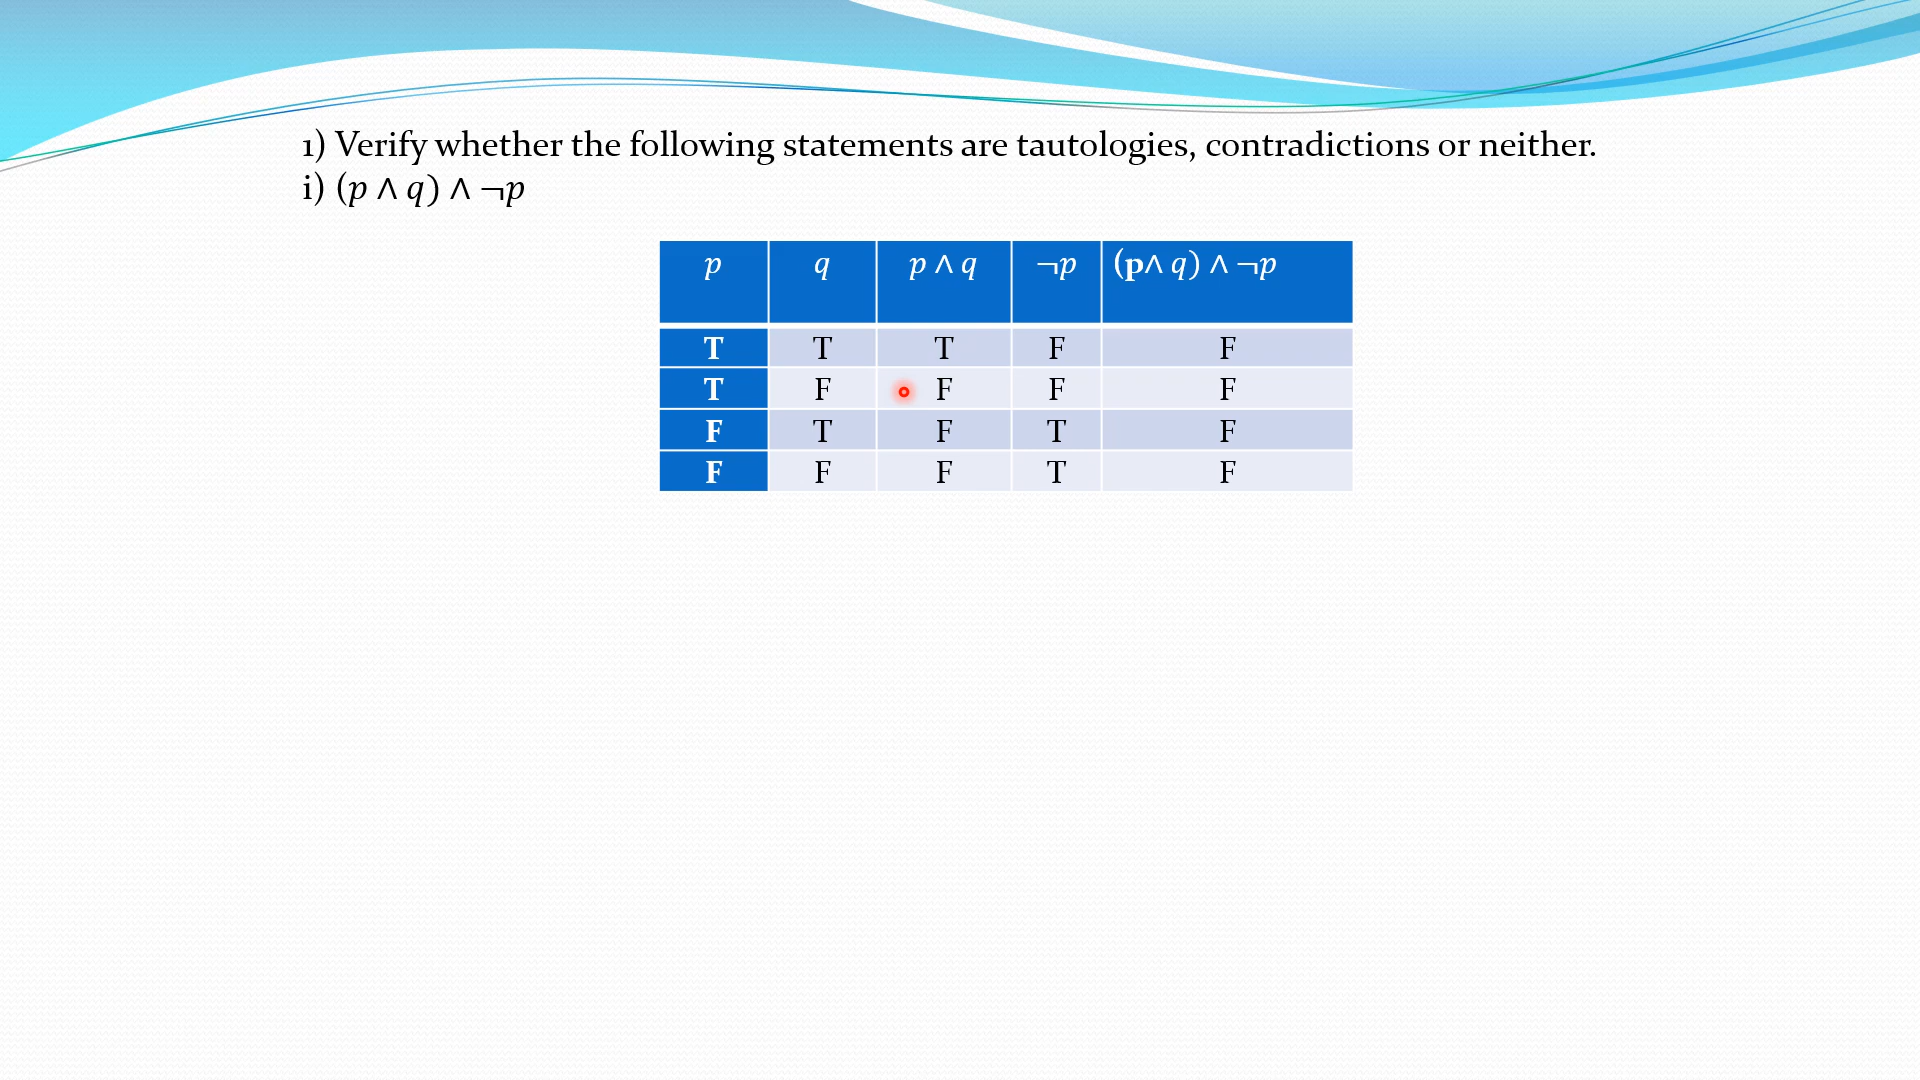 1) Verify whether the following statements are tautologies, contradictions or neither.
i) (p ∧ q) ∧ ¬p
p q p ∧ q ¬p (p∧ q) ∧ ¬p
T T T F F
T F F F F
F T F T F
F F F T F